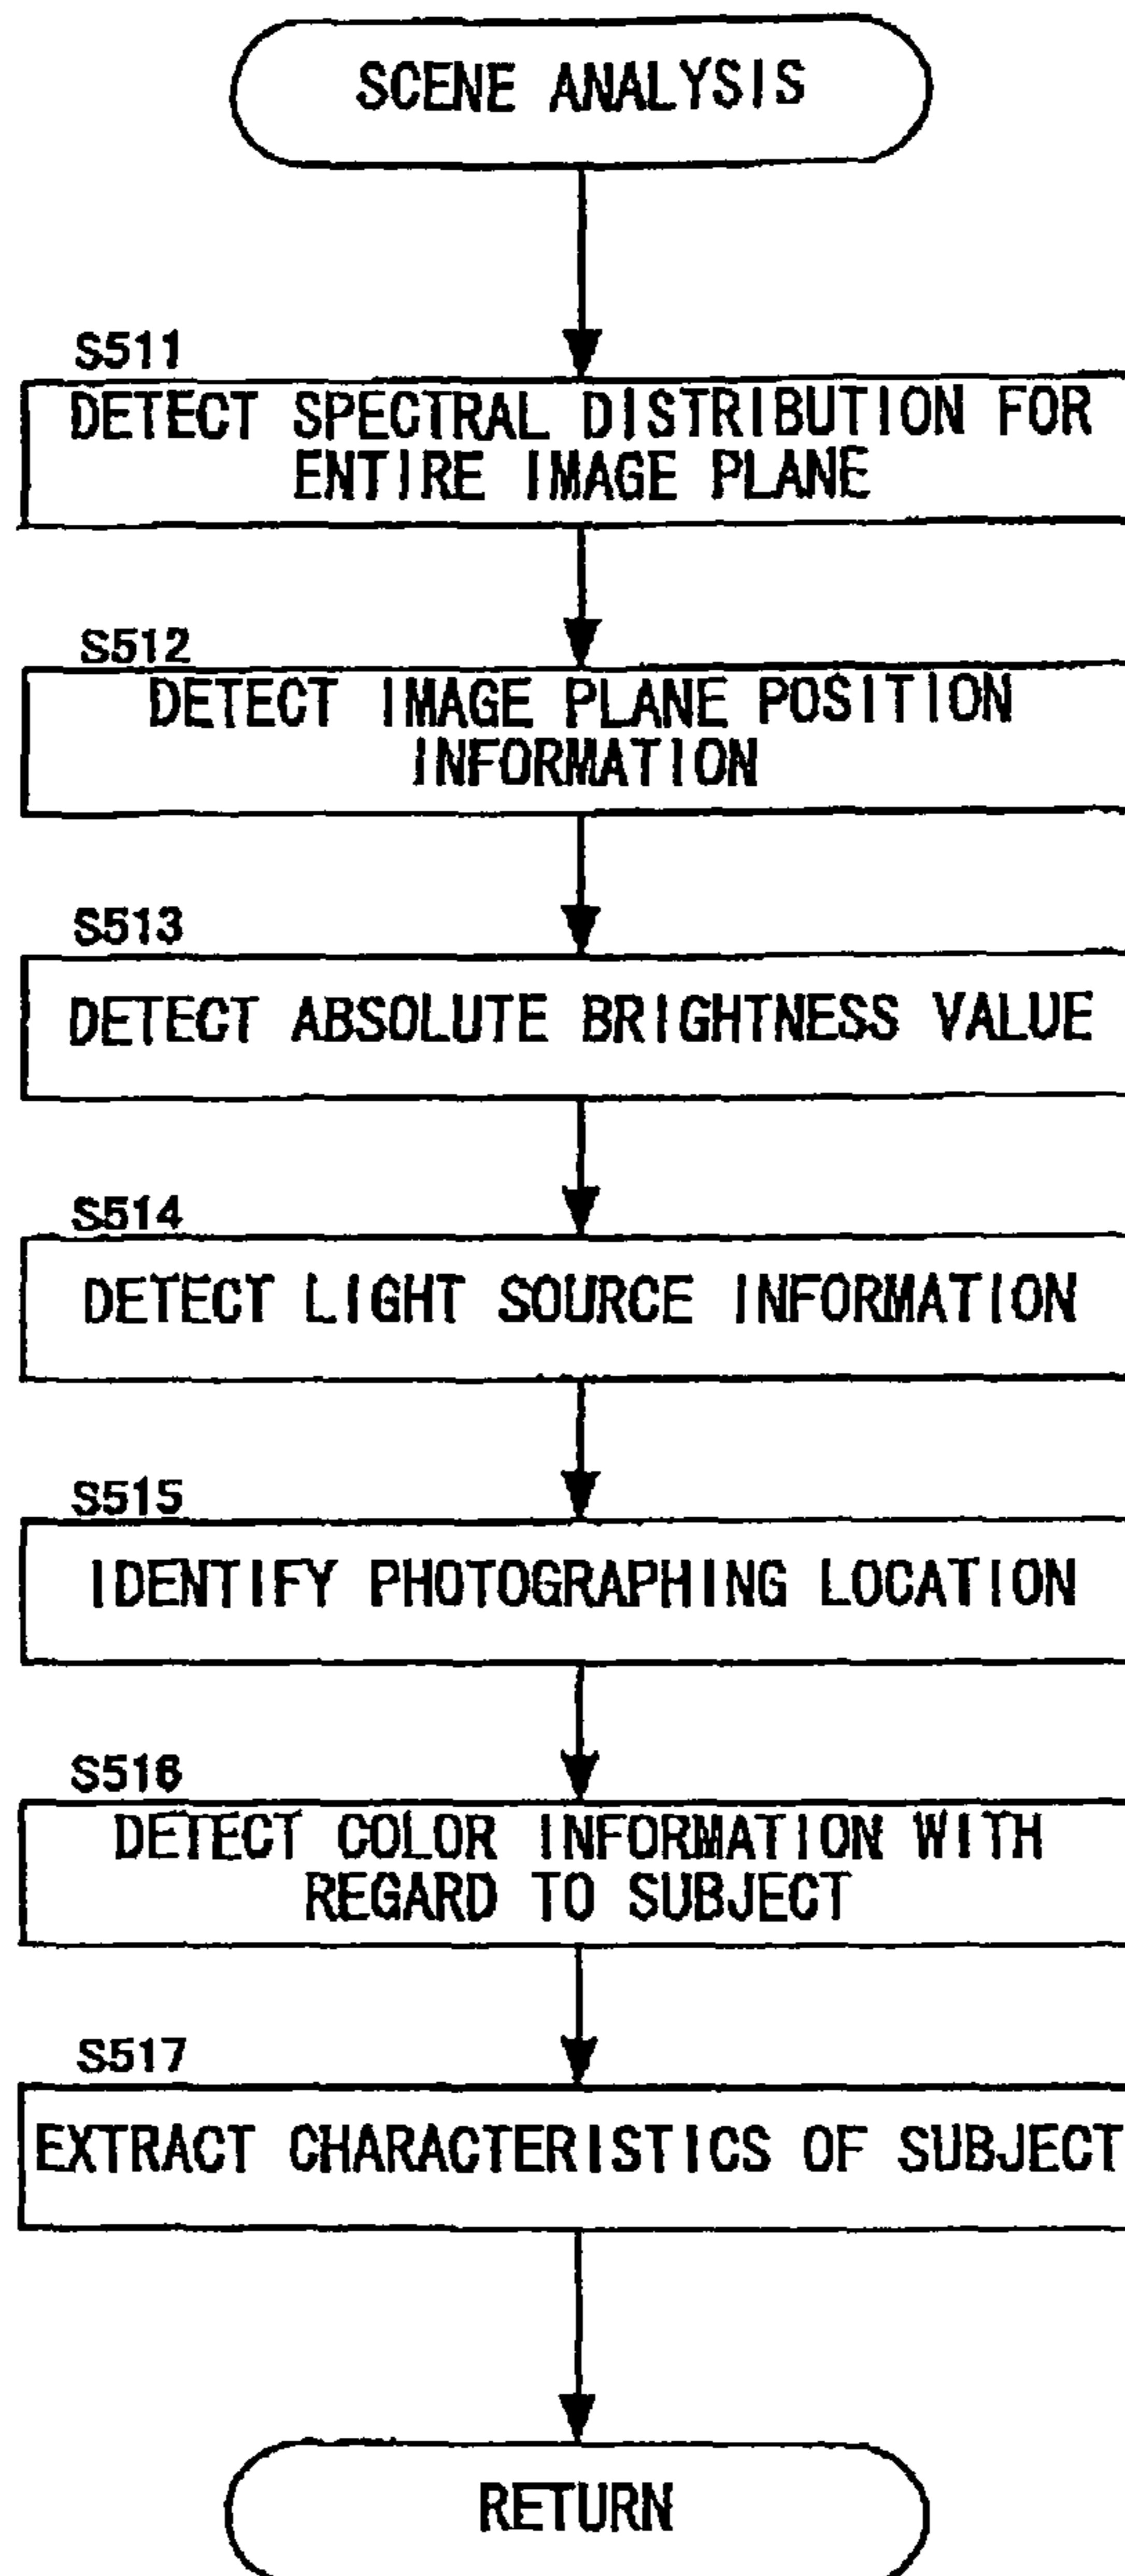 SCENE ANALYSIS
S511
DETECT SPECTRAL DISTRIBUTION FOR
ENTIRE IMAGE PLANE
S512
DETECT IMAGE PLANE POSITION
INFORMATION
S513
DETECT ABSOLUTE BRIGHTNESS VALUE
S514
DETECT LIGHT SOURCE INFORMATION
S515
IDENTIFY PHOTOGRAPHING LOCATION
S516
DETECT COLOR INFORMATION WITH
REGARD TO SUBJECT
S517
EXTRACT CHARACTERISTICS OF SUBJECT
RETURN